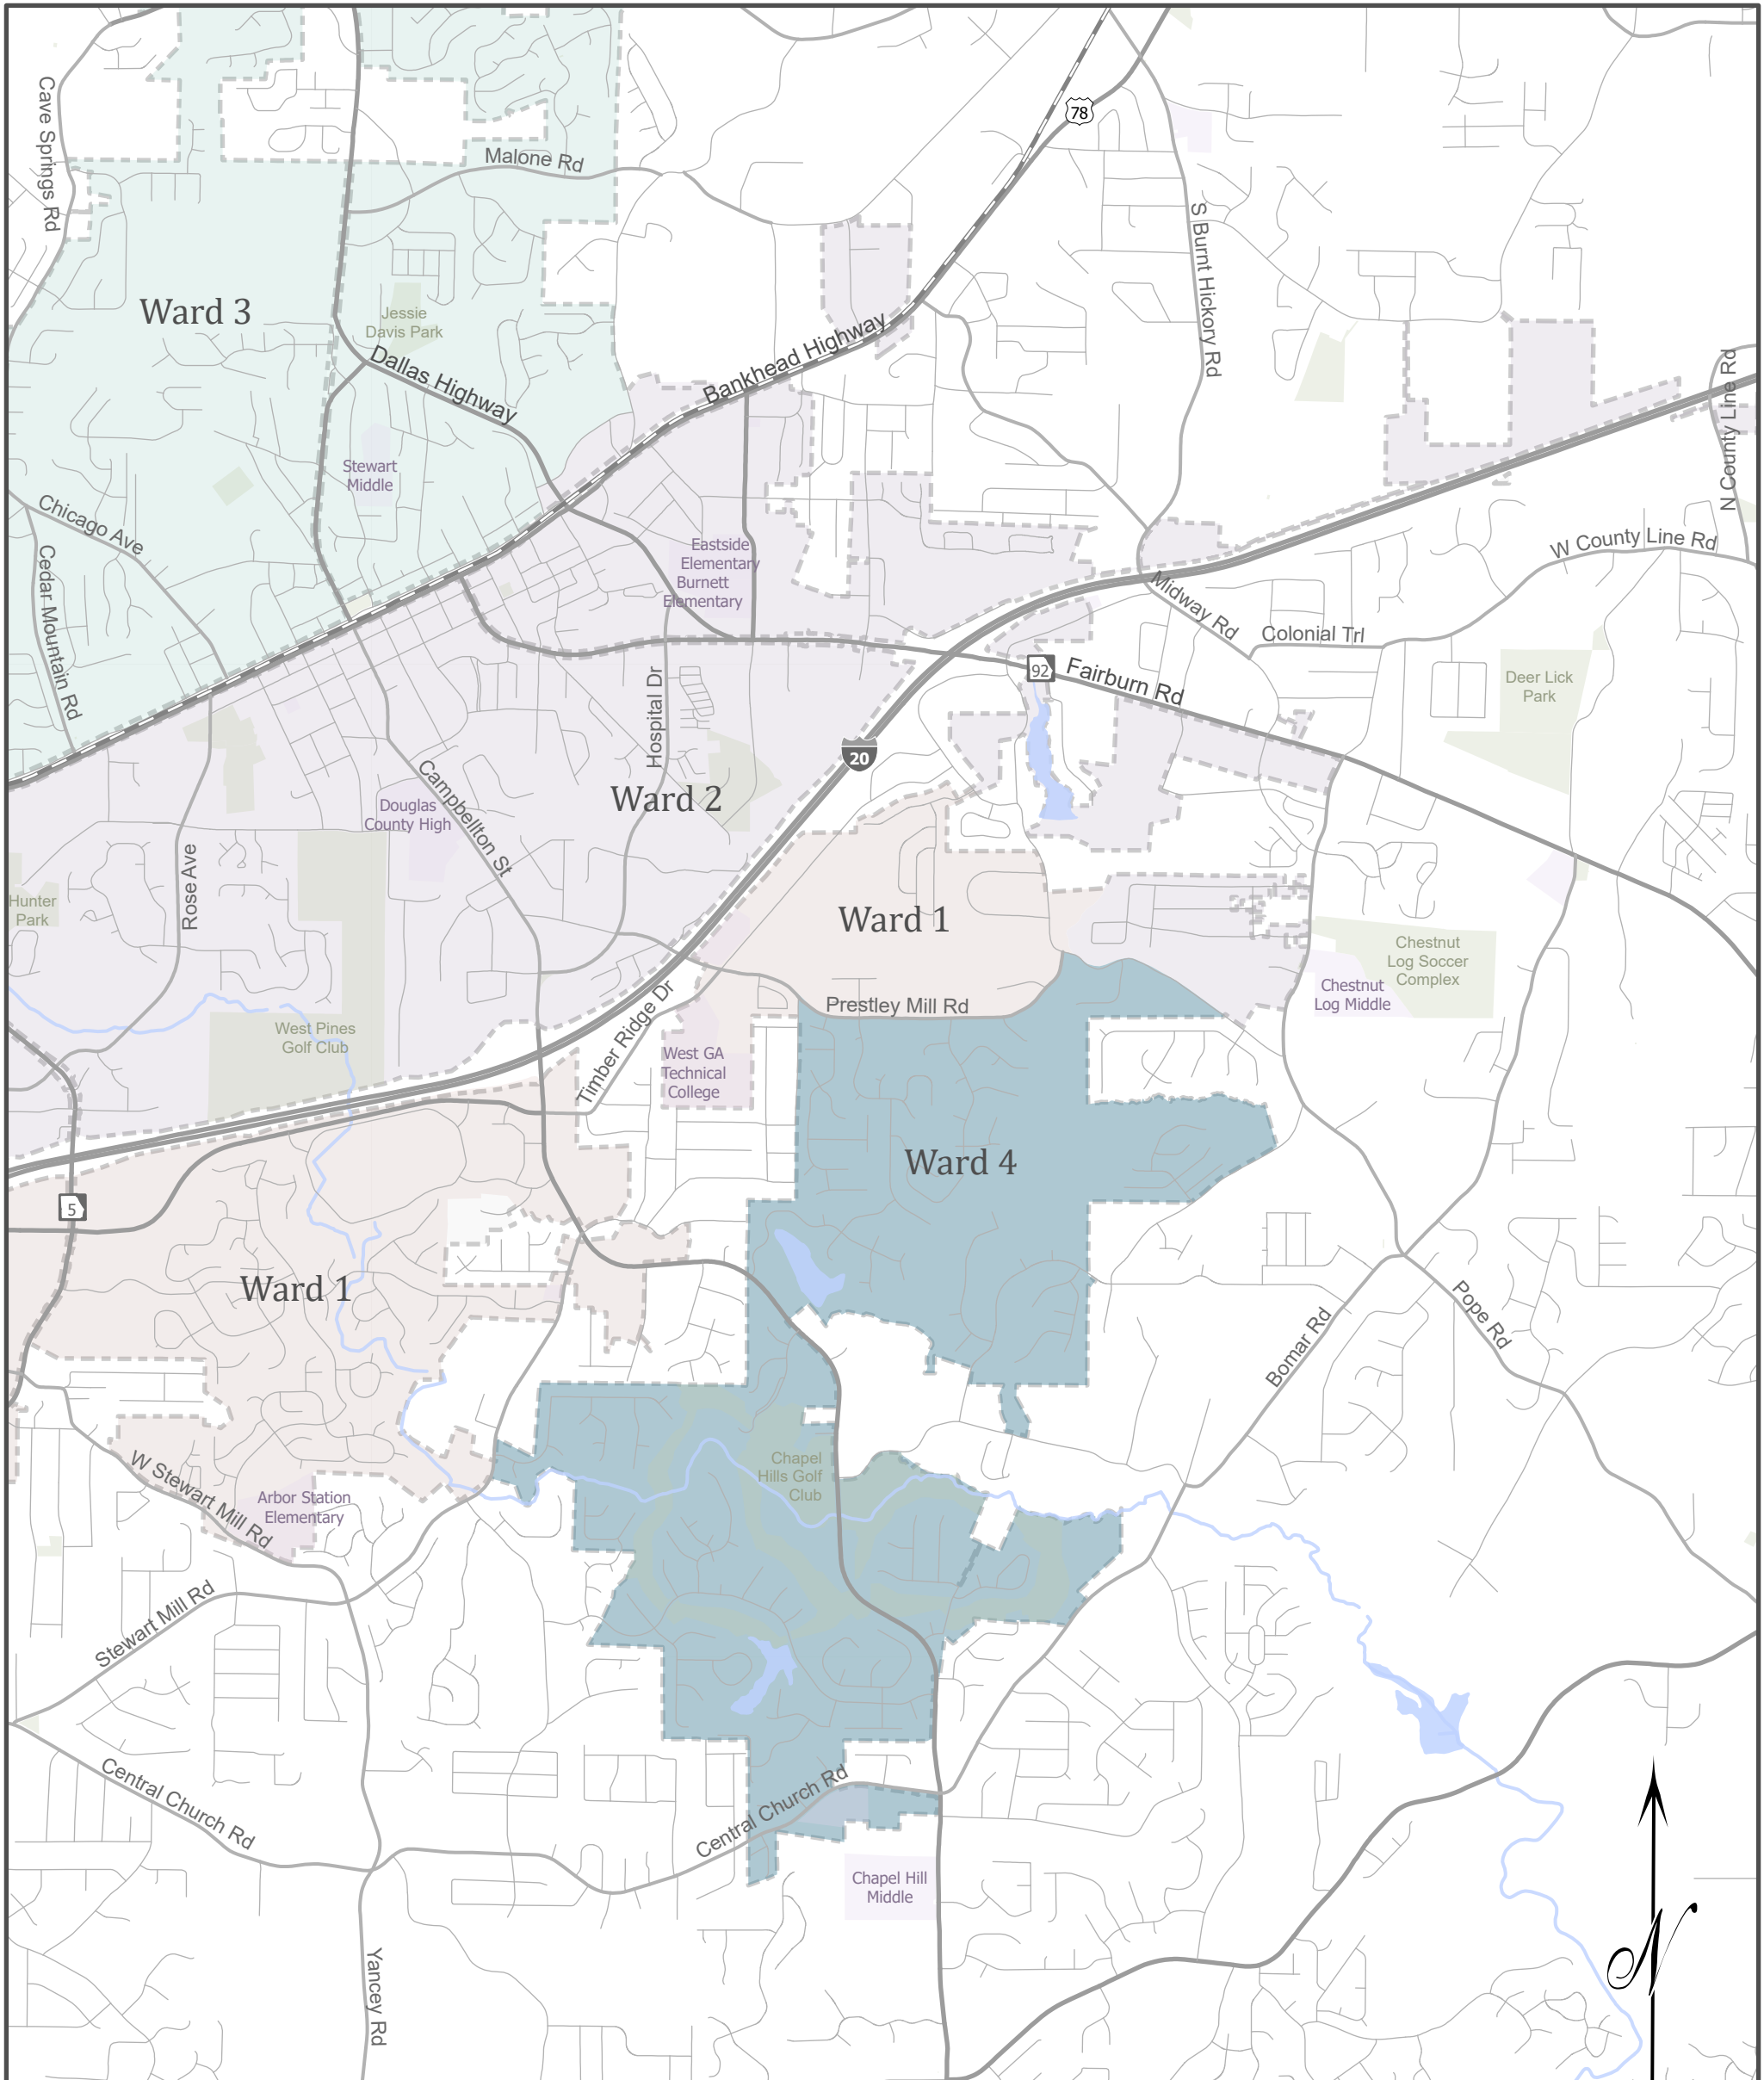 Cave Springs Rd
78
Malone Rd
S Burnt Hickory Rd
Ward 3
Jessie
Davis Park
Dallas Highway
Bankhead Highway
N County Line Rd
Stewart
Middle
Chicago Ave
Cedar Mountain Rd
Eastside
Elementary
Burnett
Elementary
W County Line Rd
Midway Rd
Colonial Trl
92
Fairburn Rd
Deer Lick
Park
Hospital Dr
20
Campbellton St
Ward 2
Douglas
County High
Rose Ave
Hunter
Park
Ward 1
Chestnut
Log Soccer
Complex
Chestnut
Log Middle
Prestley Mill Rd
Timber Ridge Dr
West Pines
Golf Club
West GA
Technical
College
Ward 4
5
Ward 1
Bomar Rd
Pope Rd
Chapel
Hills Golf
Club
W Stewart Mill Rd
Arbor Station
Elementary
Stewart Mill Rd
Central Church Rd
Central Church Rd
Chapel Hill
Middle
Yancey Rd
N